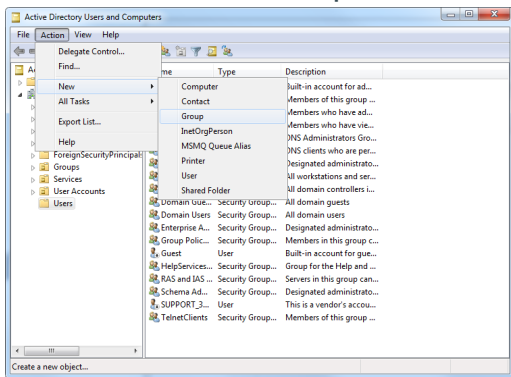 Active Directory Users and Computers
File Action View Help
Delegate Control...
Find...
New
All Tasks
Export List...
Help
Computer
Contact
Group
InetOrgPerson
MSMQ Queue Alias
Printer
User
Shared Folder
ForeignSecurityPrincipals
Groups
Services
User Accounts
Users
me Type Description
Built-in account for ad...
Members of this group ...
Members who have ad...
Members who have vie...
DNS Administrators Gro...
DNS clients who are per...
Designated administrato...
All workstations and ser...
All domain controllers i...
Domain Gue... Security Group... All domain guests
Domain Users Security Group... All domain users
Enterprise A... Security Group... Designated administrato...
Group Polic... Security Group... Members in this group c...
Guest User Built-in account for gue...
HelpServices... Security Group... Group for the Help and ...
RAS and IAS ... Security Group... Servers in this group can...
Schema Ad... Security Group... Designated administrato...
SUPPORT_3... User This is a vendor's accou...
TelnetClients Security Group... Members of this group ...
Create a new object...